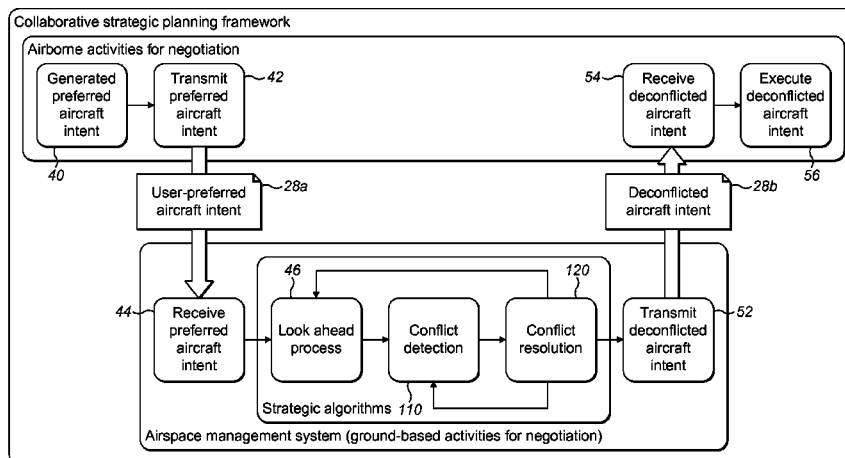 Collaborative strategic planning framework
Airborne activities for negotiation
Generated
preferred
aircraft
intent
40
Transmit
preferred
aircraft
intent
42
54
Receive
deconflicted
aircraft
intent
Execute
deconflicted
aircraft
intent
56
User-preferred
aircraft intent
28a
Deconflicted
aircraft intent
28b
44
Receive
preferred
aircraft
intent
46
Look ahead
process
Conflict
detection
110
120
Conflict
resolution
Strategic algorithms
Transmit
deconflicted
aircraft
intent
52
Airspace management system (ground-based activities for negotiation)